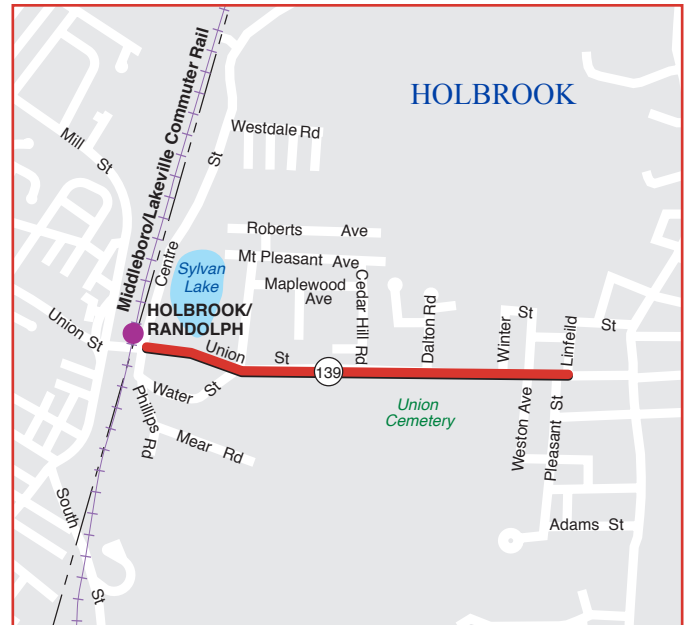 HOLBROOK
Middleboro/Lakeville Commuter Rail
Mill St
Westdale Rd
Centre St
Roberts Ave
Mt Pleasant Ave
Sylvan
Lake
Maplewood
Ave
Cedar Hill Rd
Dalton Rd
HOLBROOK/
RANDOLPH
Union St
Winter St
St
Linfeild
Union St
139
Water St
Phillips Rd
Mear Rd
Union
Cemetery
Weston Ave
Pleasant St
South St
Adams St